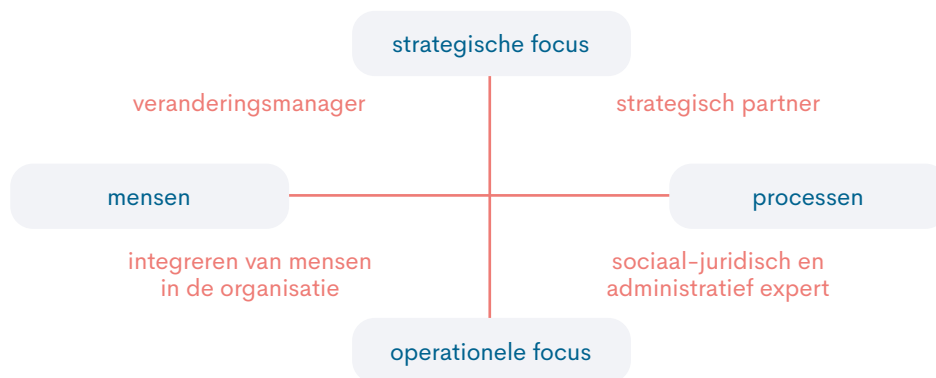 strategische focus
veranderingsmanager
strategisch partner
mensen
processen
integreren van mensen
in de organisatie
sociaal-juridisch en
administratief expert
operationele focus